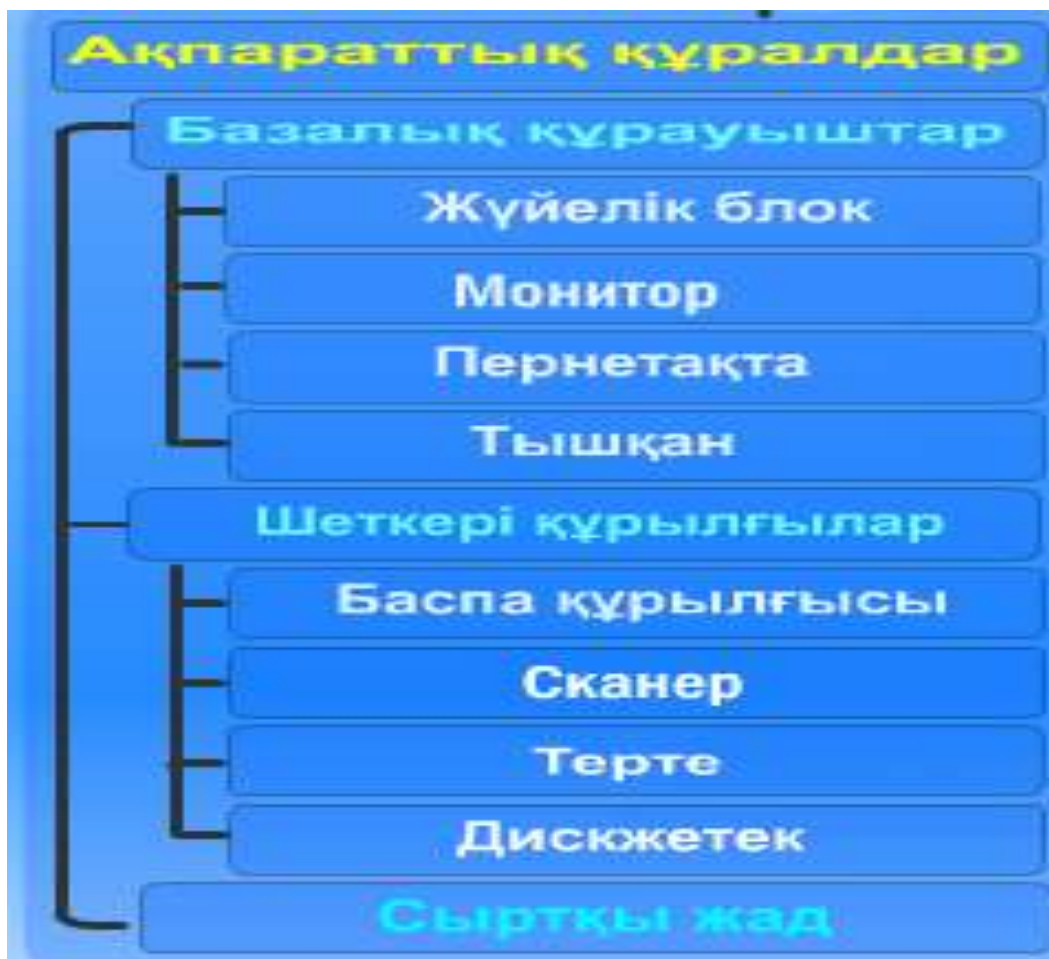 Ақпараттық құралдар
Базалық құрауыштар
Жүйелік блок
Монитор
Пернетақта
Тышқан
Шеткері құрылғылар
Баспа құрылғысы
Сканер
Терте
Дискжетек
Сыртқы жад